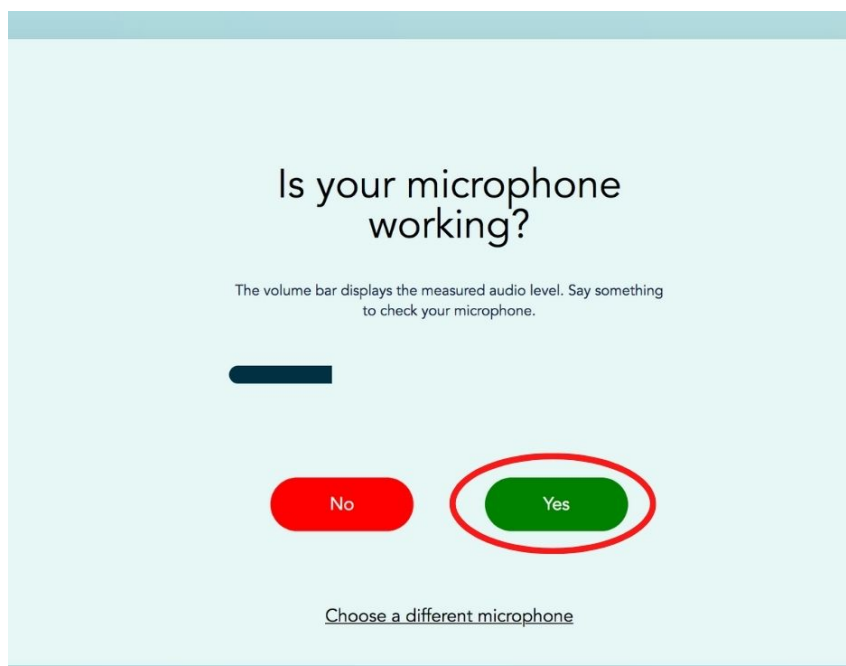 Is your microphone
working?
The volume bar displays the measured audio level. Say something
to check your microphone.
No
Yes
Choose a different microphone